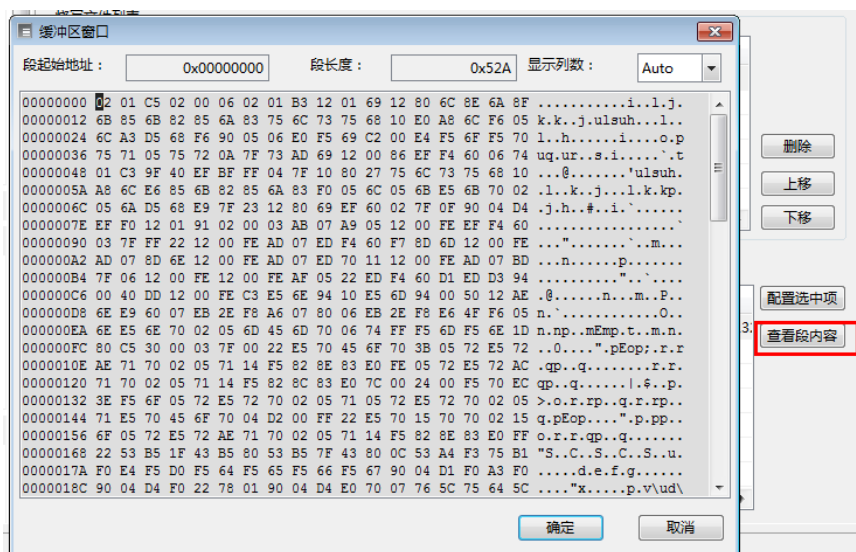 缓冲区窗口
段起始地址： 0x00000000 段长度： 0x52A 显示列数： Auto
00000000 02 01 C5 02 00 06 02 01 B3 12 01 69 12 80 6C 8E 6A 8F ...........i..l.j.
00000012 6B 85 6B 82 85 6A 83 75 6C 73 75 68 10 E0 A8 6C F6 05 k.k..j.ulsuh...l..
00000024 6C A3 D5 68 F6 90 05 06 E0 F5 69 C2 00 E4 F5 6F F5 70 l..h......i....o.p
00000036 75 71 05 75 72 0A 7F 73 AD 69 12 00 86 EF F4 60 06 74 uq.ur..s.i.....`.t
00000048 01 C3 9F 40 EF BF FF 04 7F 10 80 27 75 6C 73 75 68 10 ...@.......'ulsuh.
0000005A A8 6C E6 85 6B 82 85 6A 83 F0 05 6C 05 6B E5 6B 70 02 .l..k..j...l.k.kp.
0000006C 05 6A D5 68 E9 7F 23 12 80 69 EF 60 02 7F 0F 90 04 D4 .j.h..#..i.`......
0000007E EF F0 12 01 91 02 00 03 AB 07 A9 05 12 00 FE EF F4 60 .................`
00000090 03 7F FF 22 12 00 FE AD 07 ED F4 60 F7 8D 6D 12 00 FE ...".......`..m...
000000A2 AD 07 8D 6E 12 00 FE AD 07 ED 70 11 12 00 FE AD 07 BD ...n......p.......
000000B4 7F 06 12 00 FE 12 00 FE AF 05 22 ED F4 60 D1 ED D3 94 .........."..`....
000000C6 00 40 DD 12 00 FE C3 E5 6E 94 10 E5 6D 94 00 50 12 AE .@......n...m..P..
000000D8 6E E9 60 07 EB 2E F8 A6 07 80 06 EB 2E F8 E6 4F F6 05 n.`............O..
000000EA 6E E5 6E 70 02 05 6D 45 6D 70 06 74 FF F5 6D F5 6E 1D n.np..mEmp.t..m.n.
000000FC 80 C5 30 00 03 7F 00 22 E5 70 45 6F 70 3B 05 72 E5 72 ..0....".pEop;.r.r
0000010E AE 71 70 02 05 71 14 F5 82 8E 83 E0 FE 05 72 E5 72 AC .qp..q........r.r.
00000120 71 70 02 05 71 14 F5 82 8C 83 E0 7C 00 24 00 F5 70 EC qp..q......|.$..p.
00000132 3E F5 6F 05 72 E5 72 70 02 05 71 05 72 E5 72 70 02 05 >.o.r.rp..q.r.rp..
00000144 71 E5 70 45 6F 70 04 D2 00 FF 22 E5 70 15 70 70 02 15 q.pEop....".p.pp..
00000156 6F 05 72 E5 72 AE 71 70 02 05 71 14 F5 82 8E 83 E0 FF o.r.r.qp..q.......
00000168 22 53 B5 1F 43 B5 80 53 B5 7F 43 80 0C 53 A4 F3 75 B1 "S..C..S..C..S..u.
0000017A F0 E4 F5 D0 F5 64 F5 65 F5 66 F5 67 90 04 D1 F0 A3 F0 .....d.e.f.g......
0000018C 90 04 D4 F0 22 78 01 90 04 D4 E0 70 07 76 5C 75 64 5C ...."x.....p.v\ud\
确定 取消
删除
上移
下移
配置选中项
查看段内容